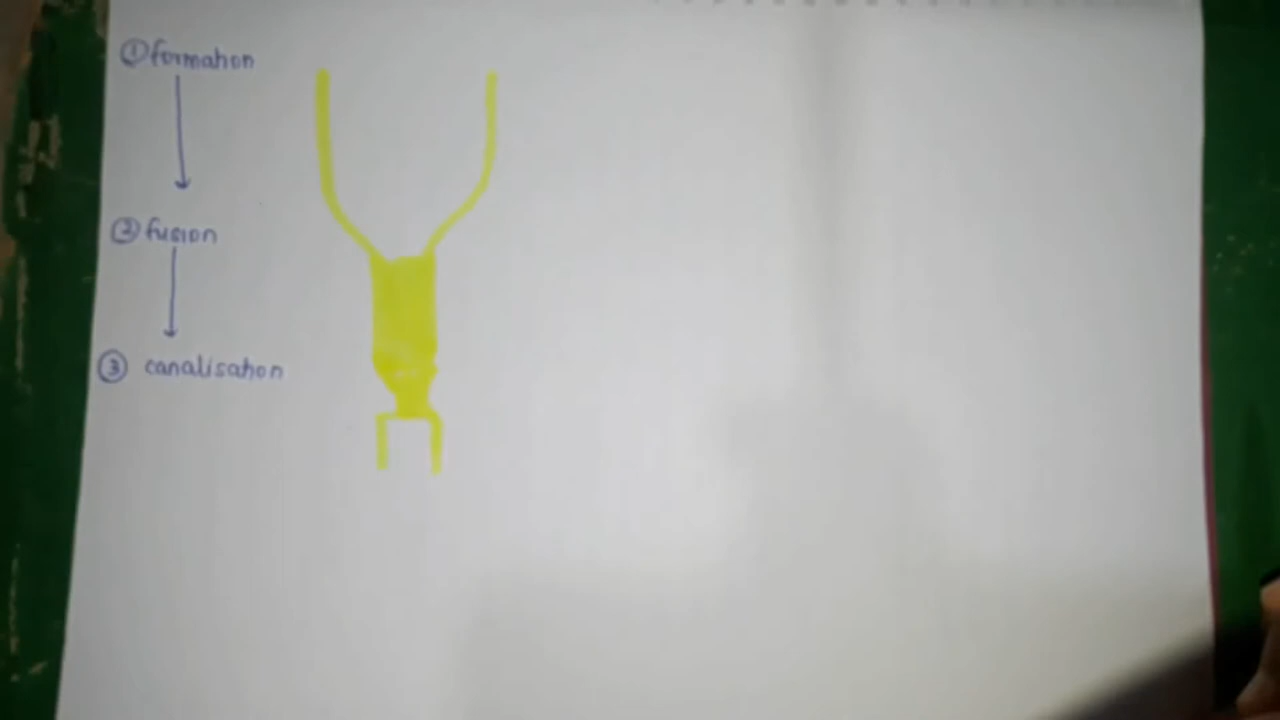 ① formation
② fusion
③ canalisation